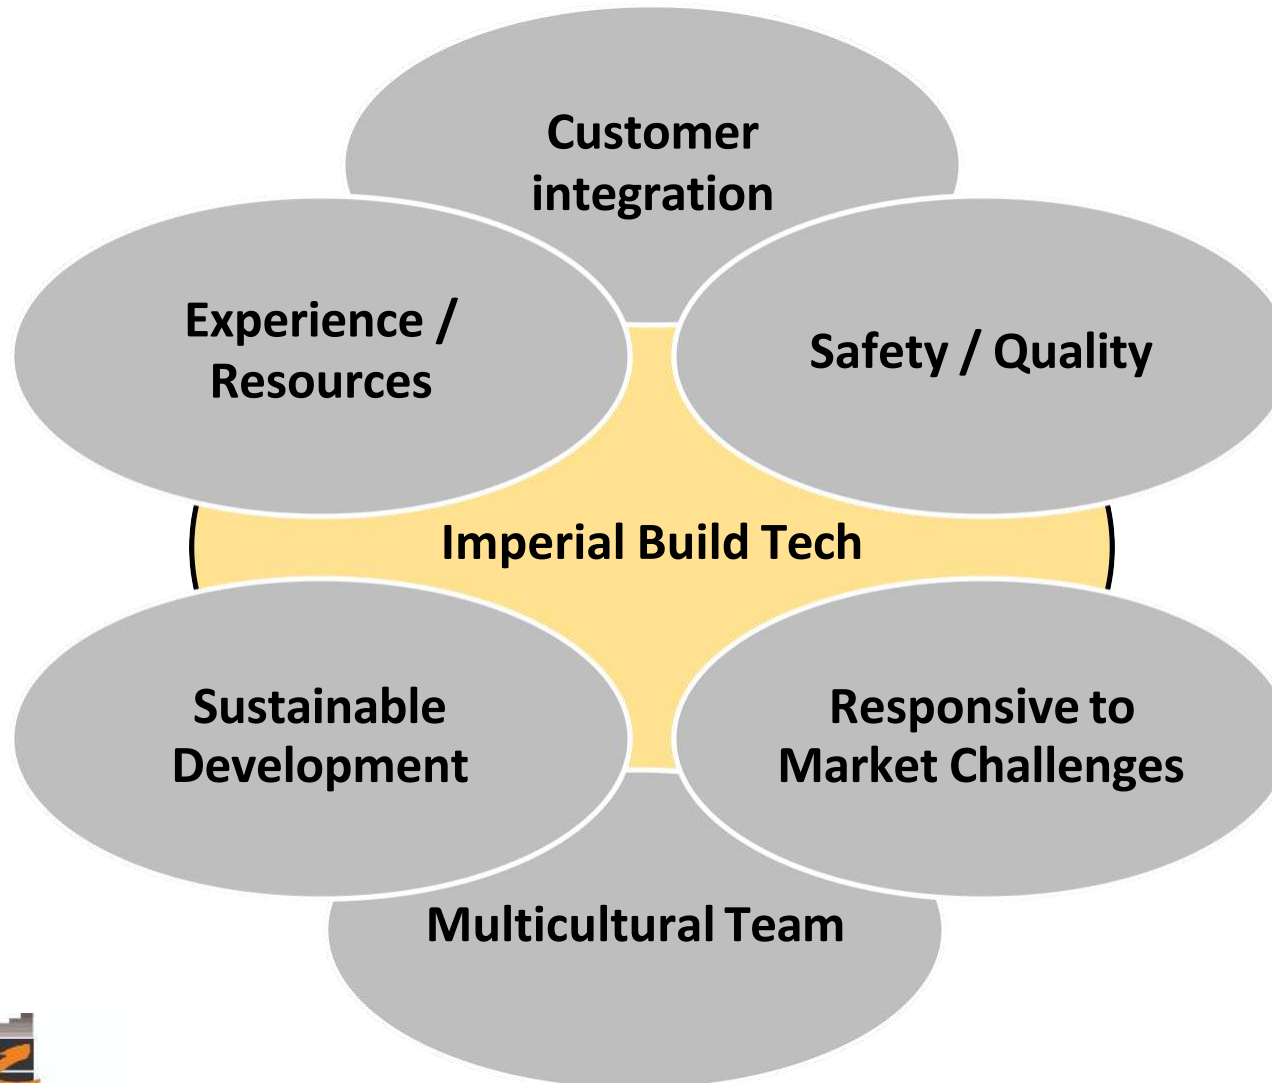 Customer
integration
Experience /
Resources
Safety / Quality
Imperial Build Tech
Sustainable
Development
Responsive to
Market Challenges
Multicultural Team